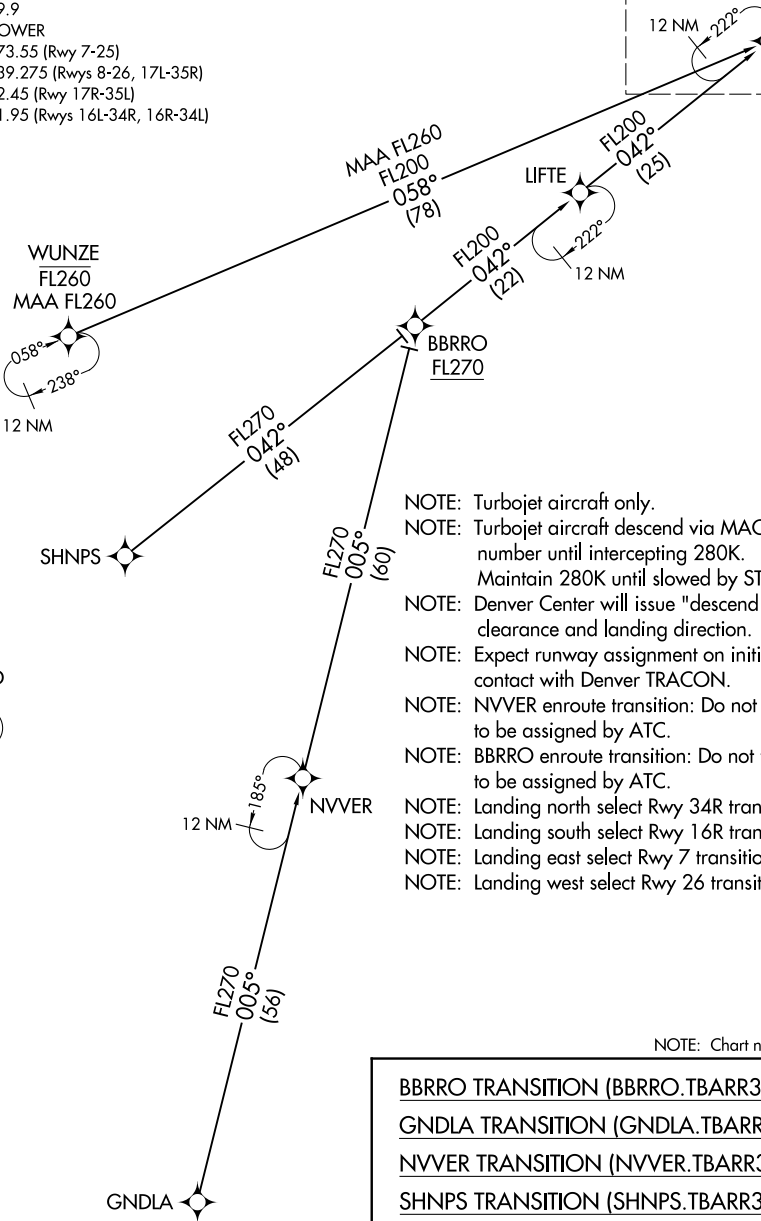 9.9
OWER
73.55 (Rwy 7-25)
39.275 (Rwys 8-26, 17L-35R)
2.45 (Rwy 17R-35L)
1.95 (Rwys 16L-34R, 16R-34L)
12 NM
222°
MAA FL260
FL200
058°
(78)
FL200
042°
(25)
LIFTE
222°
12 NM
FL200
042°
(22)
WUNZE
FL260
MAA FL260
058°
238°
12 NM
BBRRO
FL270
FL270
042°
(48)
SHNPS
FL270
005°
(60)
NOTE: Turbojet aircraft only.
NOTE: Turbojet aircraft descend via MAC
number until intercepting 280K.
Maintain 280K until slowed by ST
NOTE: Denver Center will issue "descend
clearance and landing direction.
NOTE: Expect runway assignment on initi
contact with Denver TRACON.
NOTE: NVVER enroute transition: Do not
to be assigned by ATC.
NOTE: BBRRO enroute transition: Do not
to be assigned by ATC.
NOTE: Landing north select Rwy 34R tran
NOTE: Landing south select Rwy 16R tran
NOTE: Landing east select Rwy 7 transitio
NOTE: Landing west select Rwy 26 transit
185°
12 NM
NVVER
FL270
005°
(56)
GNDLA
NOTE: Chart n
BBRRO TRANSITION (BBRRO.TBARR3
GNDLA TRANSITION (GNDLA.TBARR
NVVER TRANSITION (NVVER.TBARR3
SHNPS TRANSITION (SHNPS.TBARR3